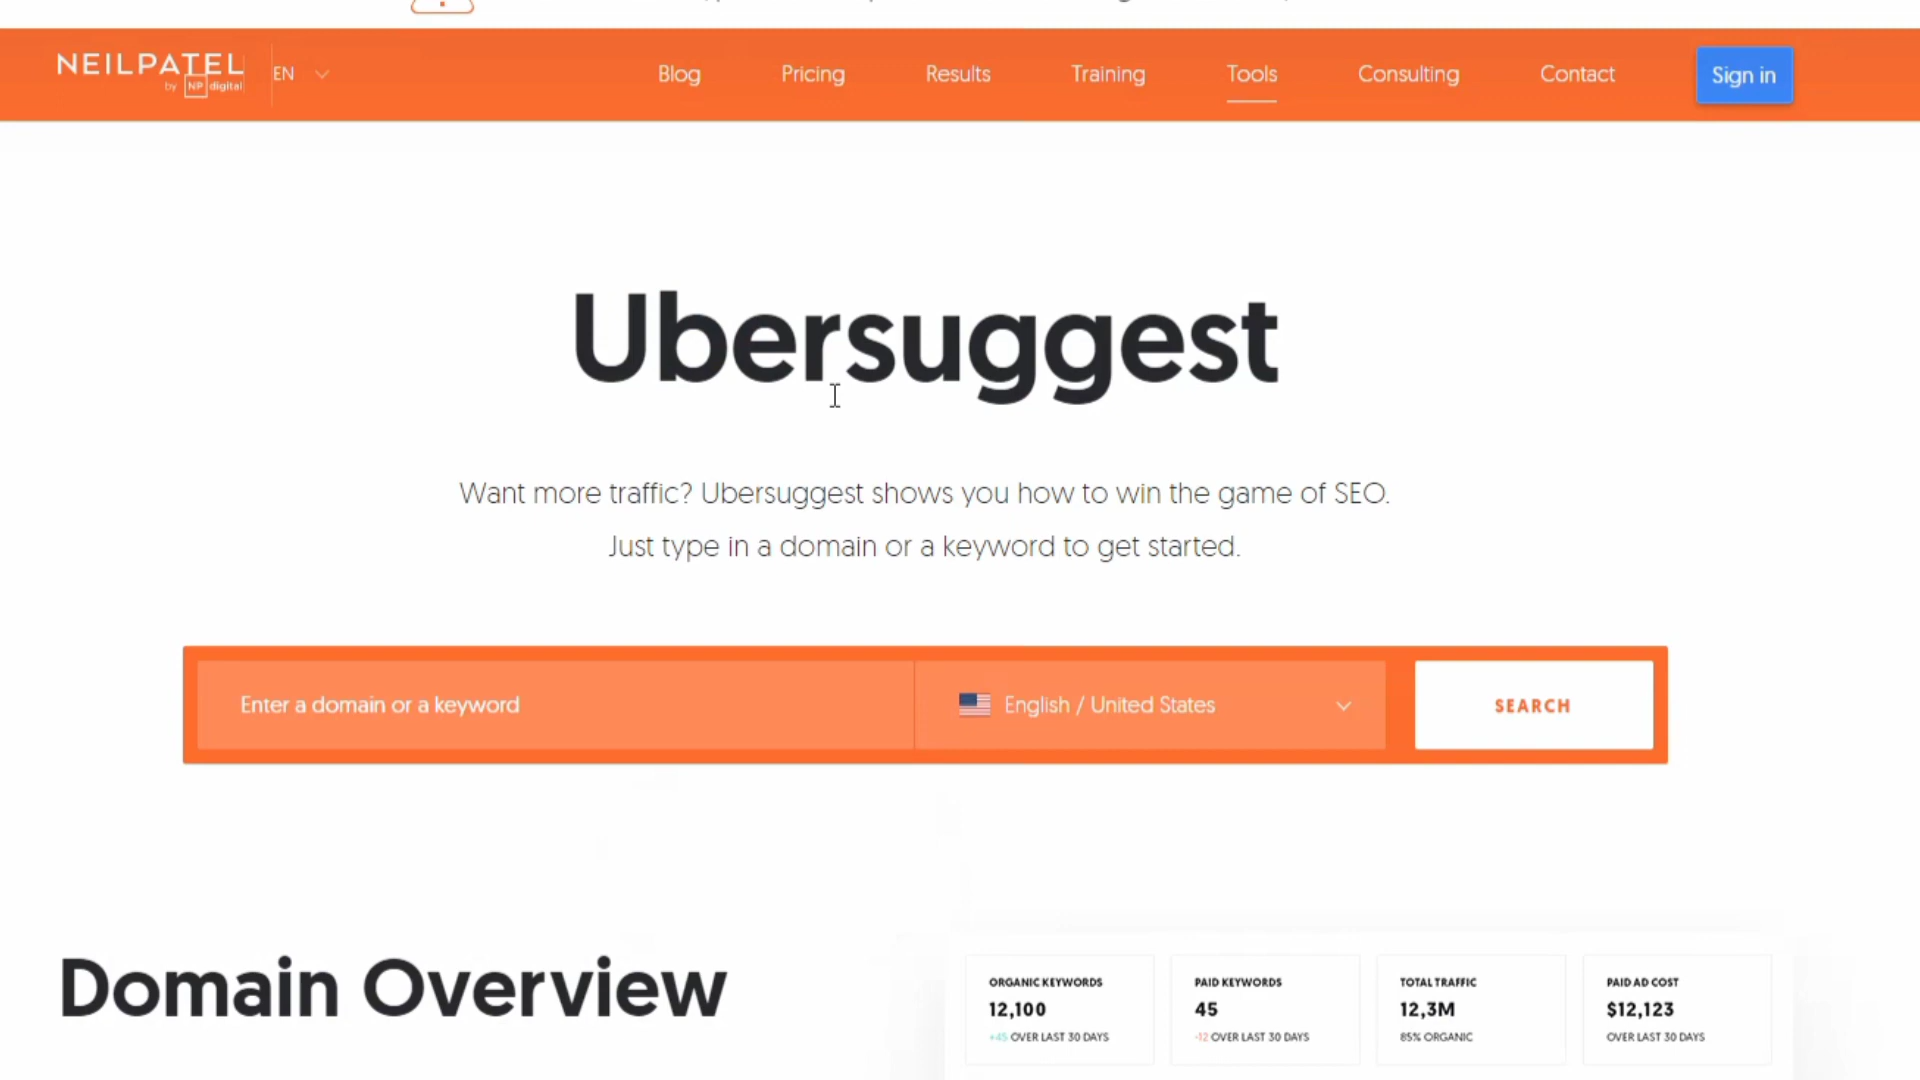 NEILPATEL
by NP digital
EN
Blog
Pricing
Results
Training
Tools
Consulting
Contact
Sign in
Ubersuggest
Want more traffic? Ubersuggest shows you how to win the game of SEO.
Just type in a domain or a keyword to get started.
Enter a domain or a keyword
English / United States
SEARCH
Domain Overview
ORGANIC KEYWORDS
12,100
+45 OVER LAST 30 DAYS
PAID KEYWORDS
45
-12 OVER LAST 30 DAYS
TOTAL TRAFFIC
12,3M
85% ORGANIC
PAID AD COST
$12,123
OVER LAST 30 DAYS